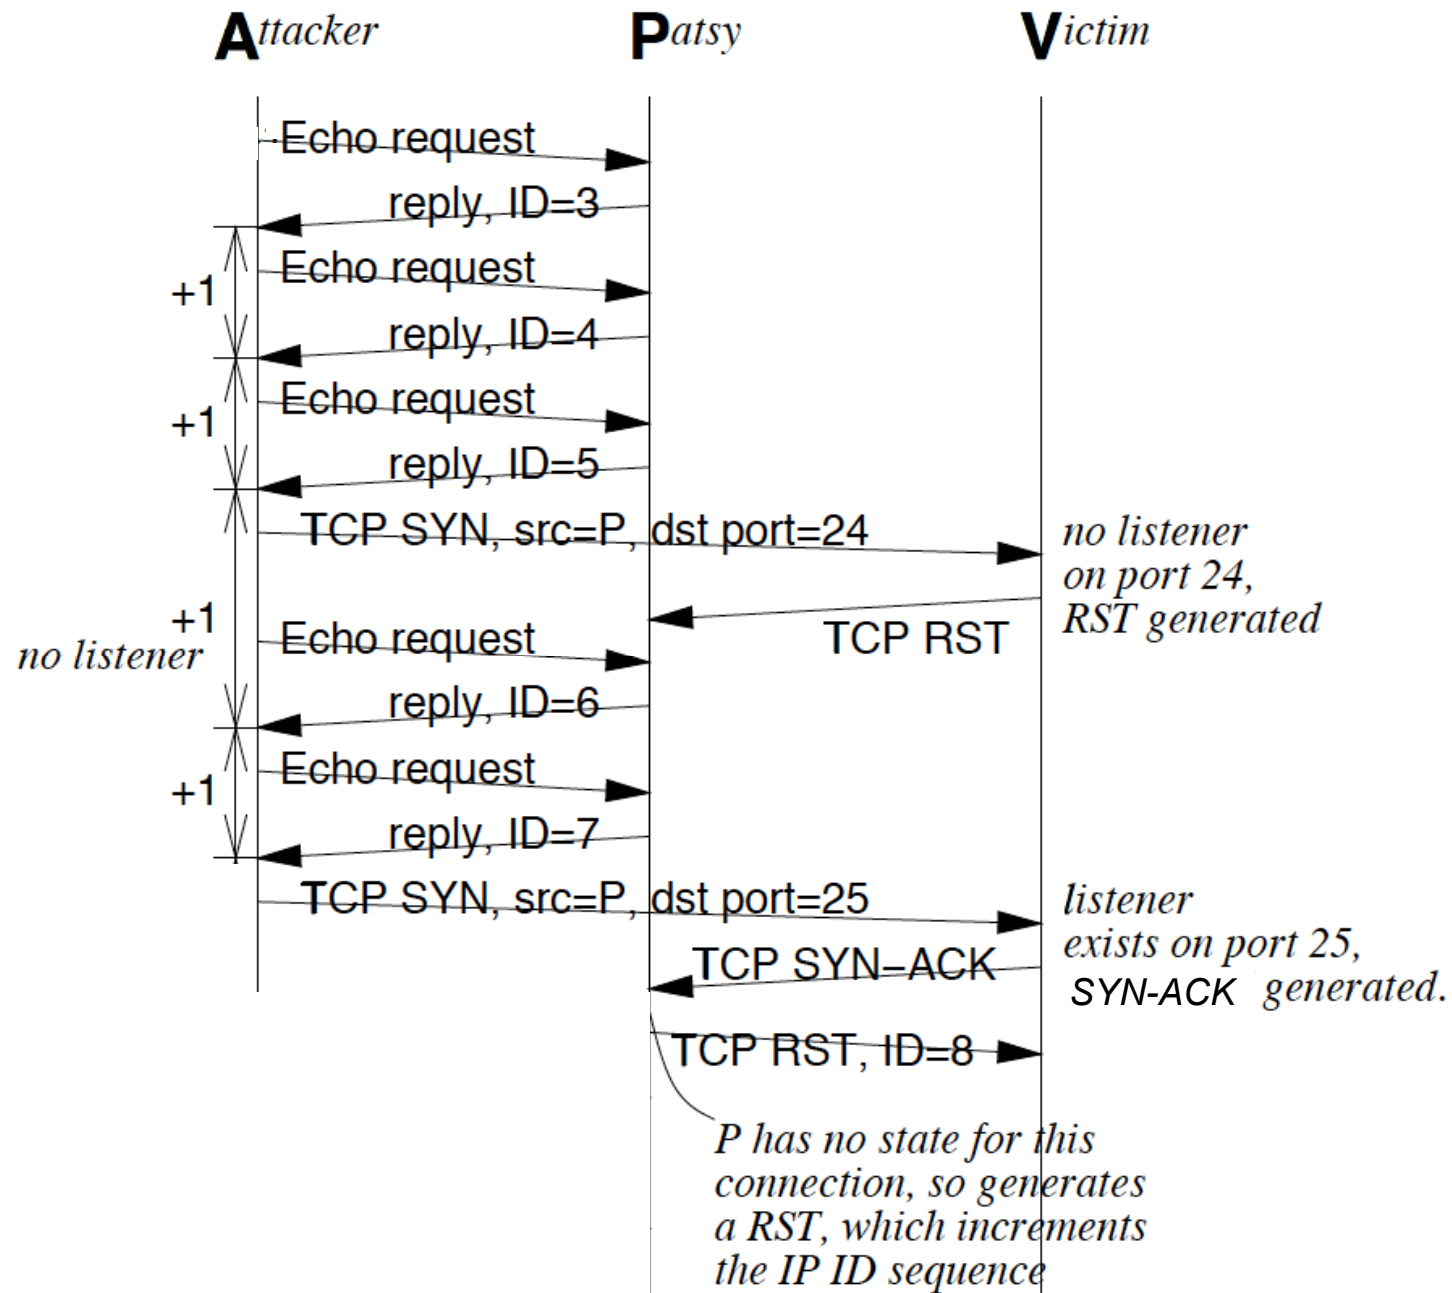 Attacker Patsy Victim
Echo request
reply, ID=3
+1
Echo request
reply, ID=4
+1
Echo request
reply, ID=5
TCP SYN, src=P, dst port=24
no listener
on port 24,
RST generated
TCP RST
+1
no listener
Echo request
reply, ID=6
+1
Echo request
reply, ID=7
TCP SYN, src=P, dst port=25
listener
exists on port 25,
SYN-ACK generated.
TCP SYN–ACK
TCP RST, ID=8
P has no state for this
connection, so generates
a RST, which increments
the IP ID sequence